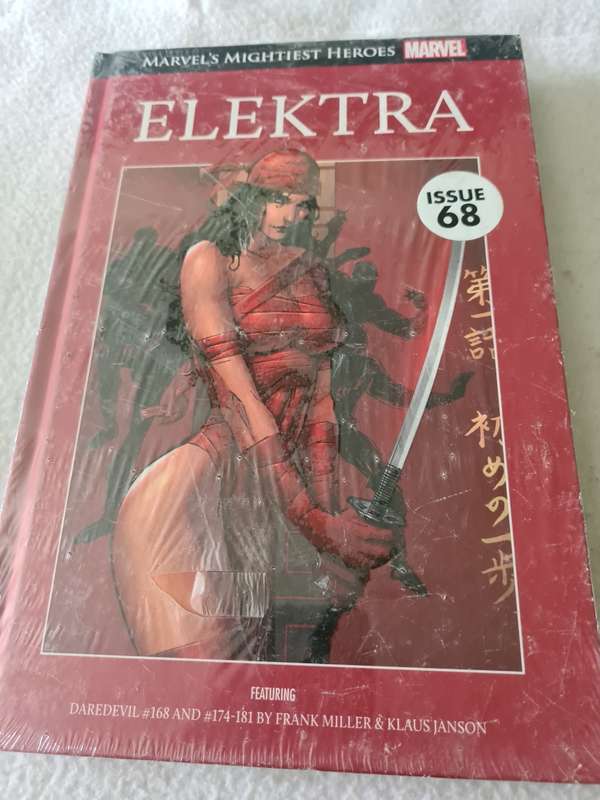 MARVEL'S MIGHTIEST HEROES MARVEL
ELEKTRA
ISSUE
68
第一話
初めの一歩
FEATURING
DAREDEVIL #168 AND #174-181 BY FRANK MILLER & KLAUS JANSON